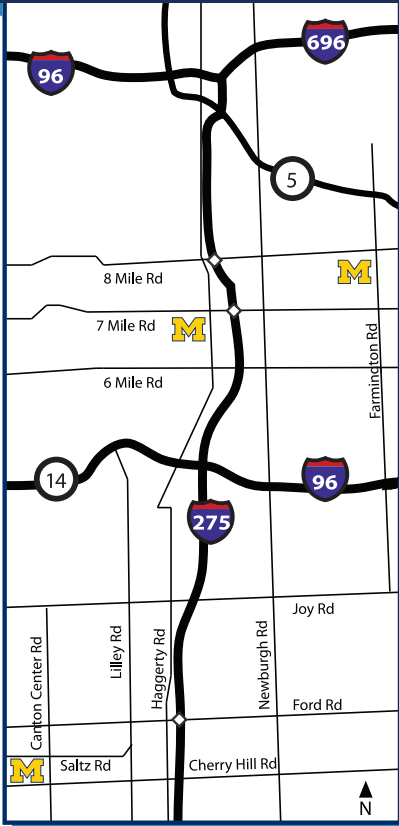 696
96
5
8 Mile Rd
M
7 Mile Rd
M
6 Mile Rd
Farmington Rd
14
96
275
Joy Rd
Canton Center Rd
Lilley Rd
Haggerty Rd
Newburgh Rd
Ford Rd
M
Saltz Rd
Cherry Hill Rd
N